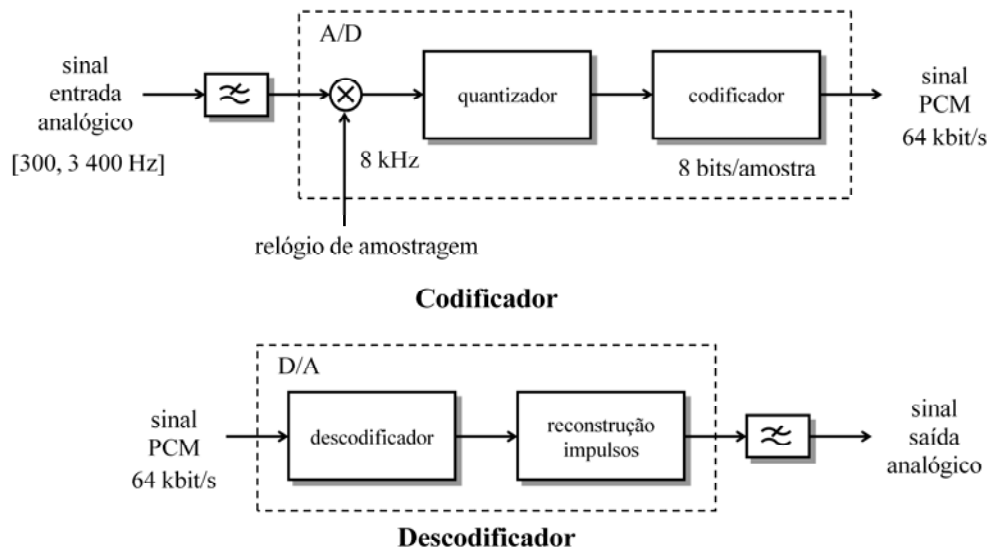 A/D
sinal
entrada
analógico
[300, 3 400 Hz]
quantizador
codificador
sinal
PCM
64 kbit/s
8 kHz
8 bits/amostra
relógio de amostragem
Codificador
D/A
sinal
PCM
64 kbit/s
descodificador
reconstrução
impulsos
sinal
saída
analógico
Descodificador